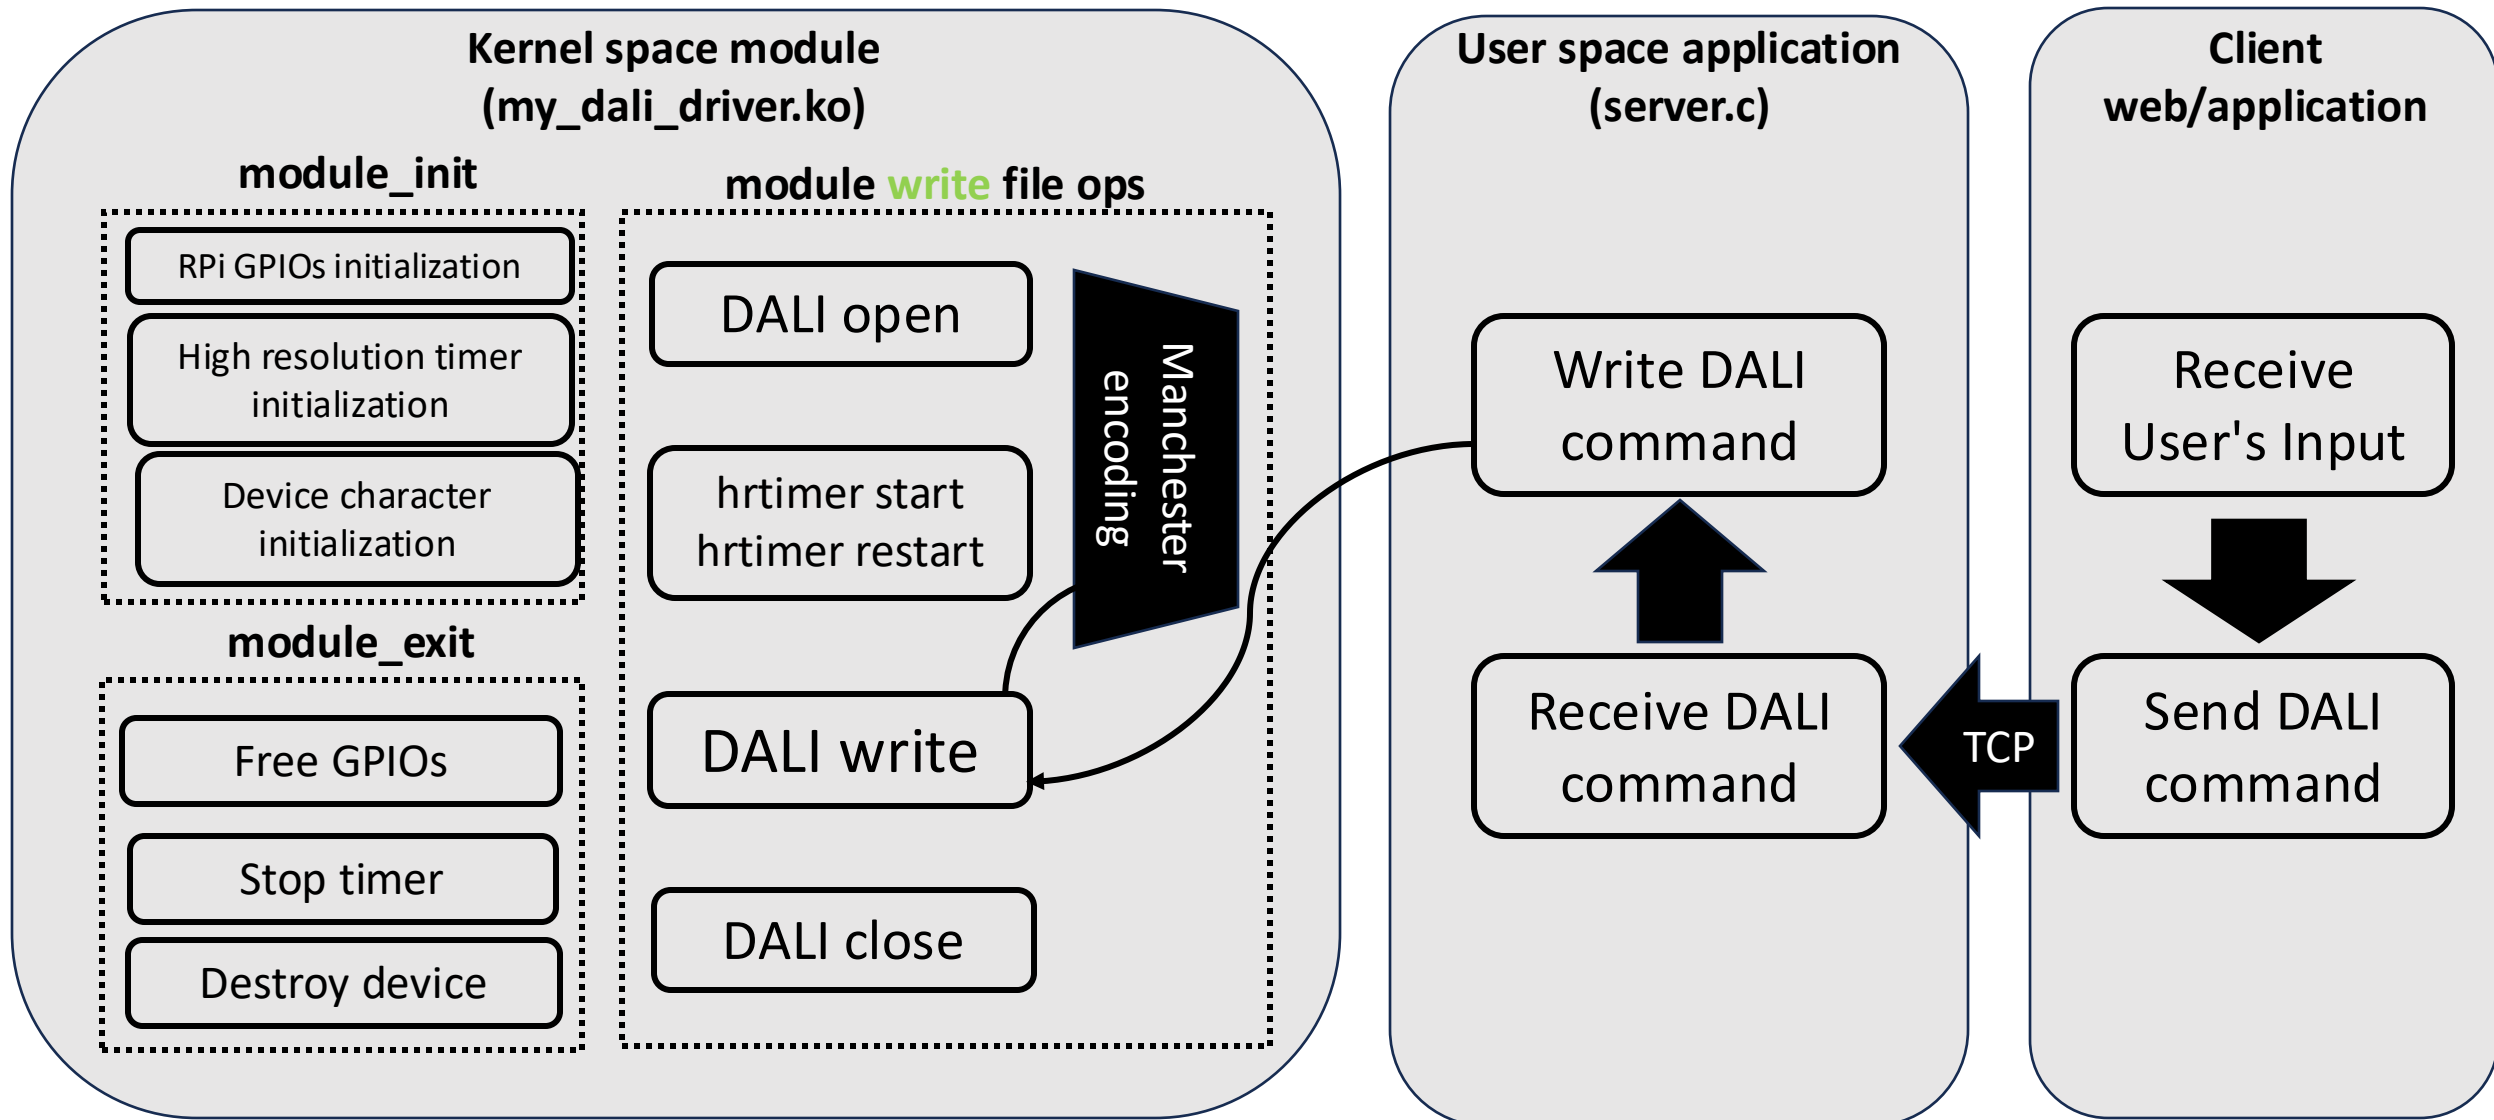 Kernel space module
(my_dali_driver.ko)
module_init
RPi GPIOs initialization
High resolution timer
initialization
Device character
initialization
module_exit
Free GPIOs
Stop timer
Destroy device
module write file ops
DALI open
hrtimer start
hrtimer restart
DALI write
DALI close
Manchester
encoding
User space application
(server.c)
Write DALI
command
Receive DALI
command
TCP
Client
web/application
Receive
User's Input
Send DALI
command